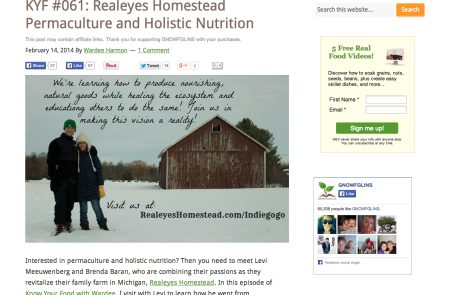 KYF #061: Realeyes Homestead
Permaculture and Holistic Nutrition
This post may contain affiliate links. Thank you for supporting GNOWFGLINS with your purchases.
February 14, 2014 By Wardee Harmon — 1 Comment
Share
57
Like
57
Pin it
Tweet
14
Share
We're learning how to produce nourishing,
natural goods while healing the ecosystem and
educating others to do the same! Join us in
making this vision a reality!
Visit us at:
RealeyesHomestead.com/Indiegogo
Interested in permaculture and holistic nutrition? Then you need to meet Levi
Meeuwenberg and Brenda Baran, who are combining their passions as they
revitalize their family farm in Michigan, Realeyes Homestead. In this episode of
Know Your Food with Wardee, I visit with Levi to learn how he went from
Search this website…
Search
5 Free Real
Food Videos!
Discover how to soak grains, nuts,
seeds, beans, plus create easy
skillet dishes, and more...
First Name *
Email *
Sign me up!
We'll never share your info with anyone else.
You can unsubscribe at any time.
GNOWFGLINS
Like
people like GNOWFGLINS.
Facebook social plugin